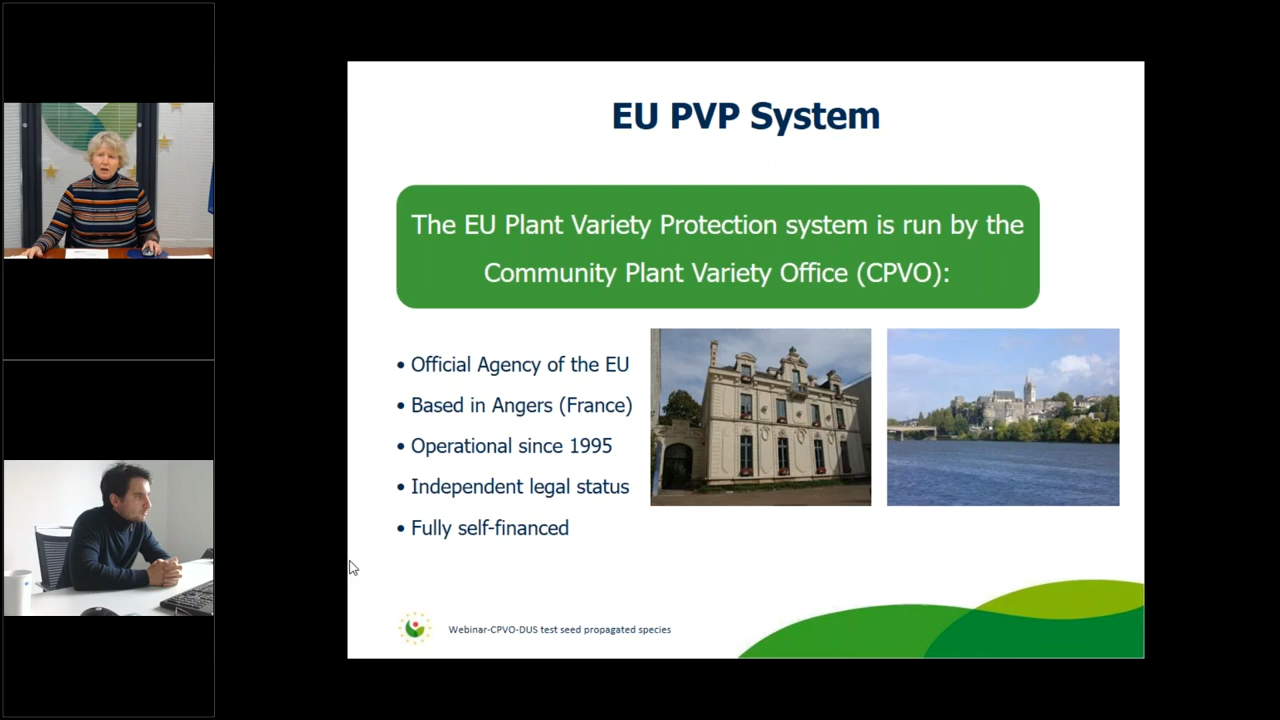 EU PVP System
The EU Plant Variety Protection system is run by the
Community Plant Variety Office (CPVO):
• Official Agency of the EU
• Based in Angers (France)
• Operational since 1995
• Independent legal status
• Fully self-financed
Webinar-CPVO-DUS test seed propagated species